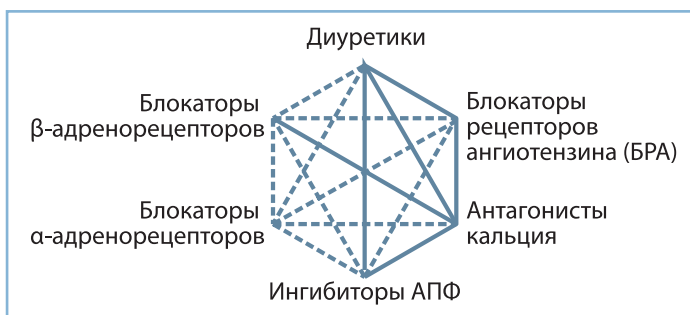 Диуретики
Блокаторы
β-адренорецепторов
Блокаторы
рецепторов
ангиотензина (БРА)
Блокаторы
α-адренорецепторов
Антагонисты
кальция
Ингибиторы АПФ